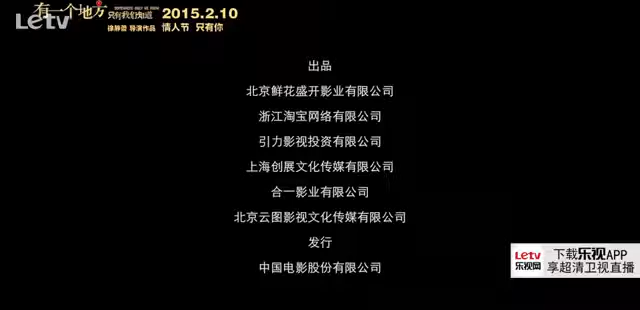 有一个地方 只有我们知道 2015.2.10
Letv
徐静蕾 导演作品 情人节 只有你
出品
北京鲜花盛开影业有限公司
浙江淘宝网络有限公司
引力影视投资有限公司
上海创展文化传媒有限公司
合一影业有限公司
北京云图影视文化传媒有限公司
发行
中国电影股份有限公司
Letv 下载乐视APP
乐视网 享超清卫视直播